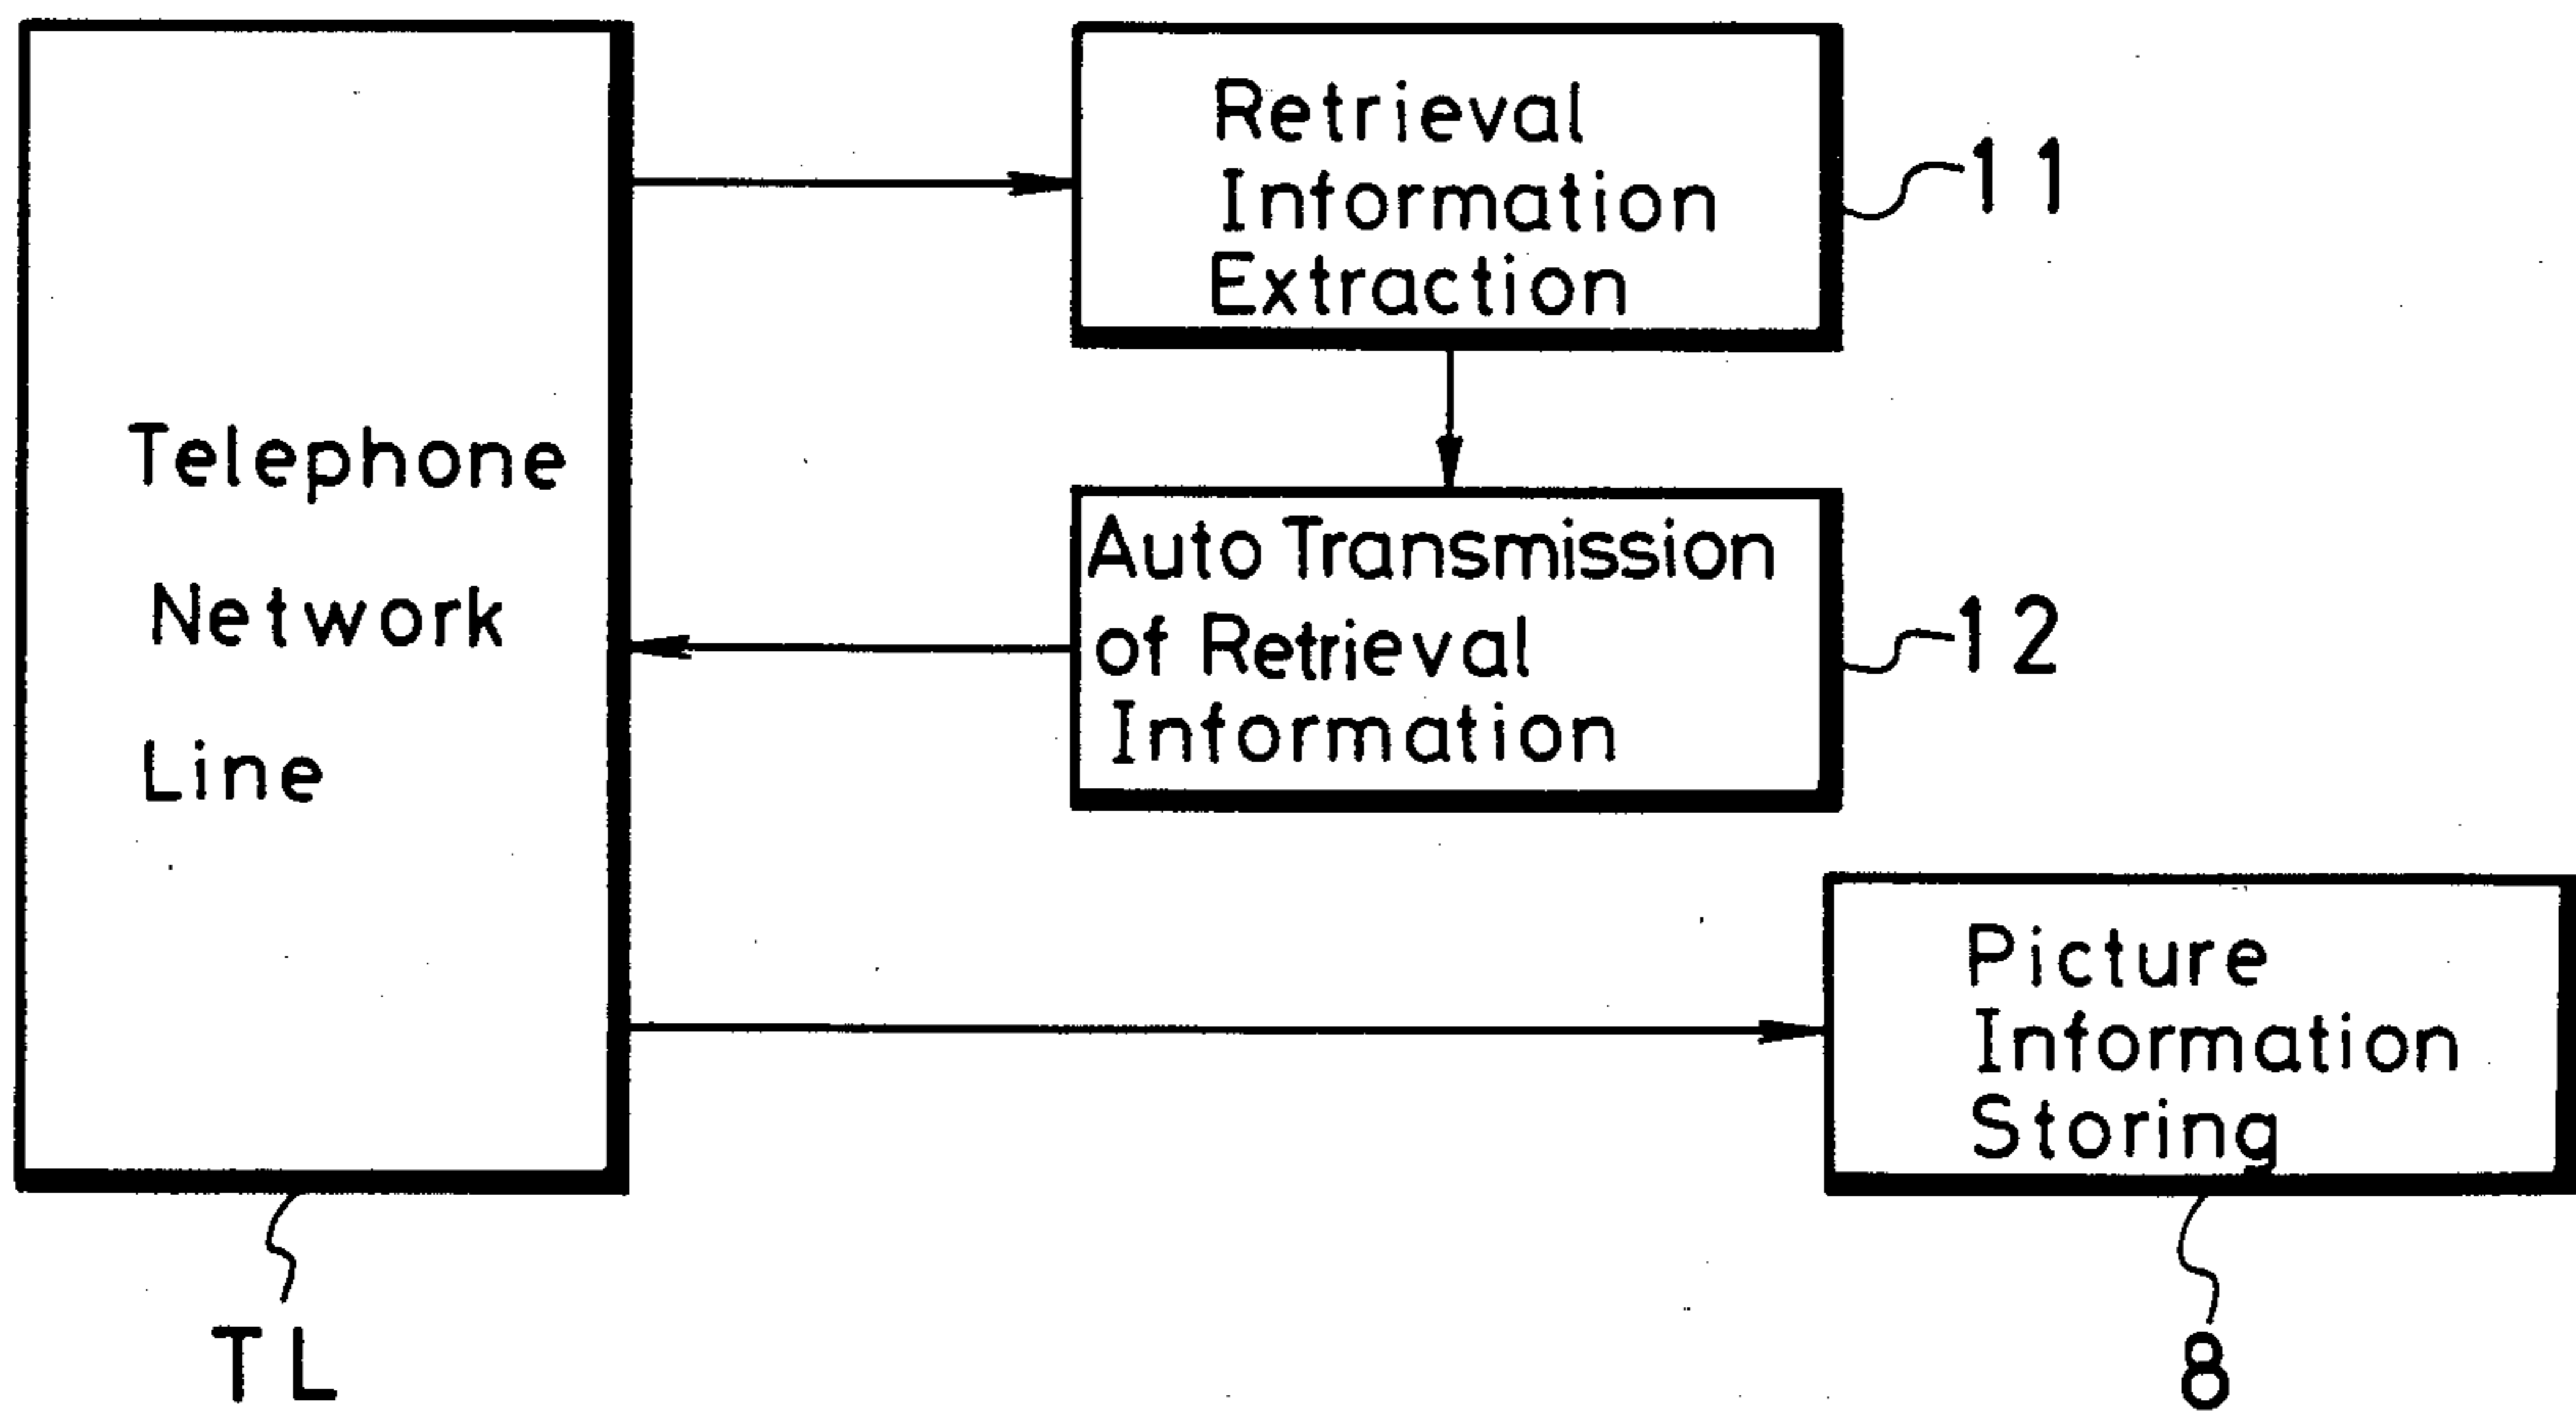 Telephone
Network
Line
TL
Retrieval
Information
Extraction
11
Auto Transmission
of Retrieval
Information
12
Picture
Information
Storing
8